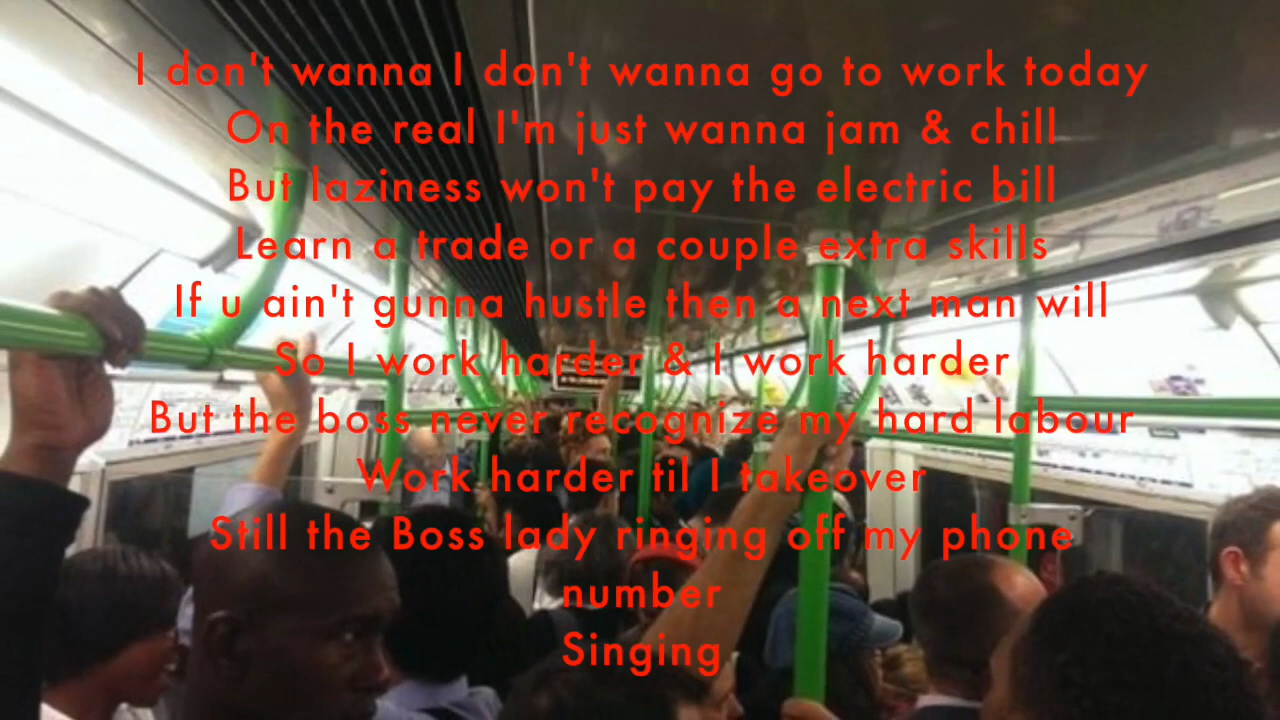 I don't wanna I don't wanna go to work today
On the real I'm just wanna jam & chill
But laziness won't pay the electric bill
Learn a trade or a couple extra skills
If u ain't gunna hustle then a next man will
So I work harder & I work harder
But the boss never recognize my hard labour
Work harder til I takeover
Still the Boss lady ringing off my phone
number
Singing